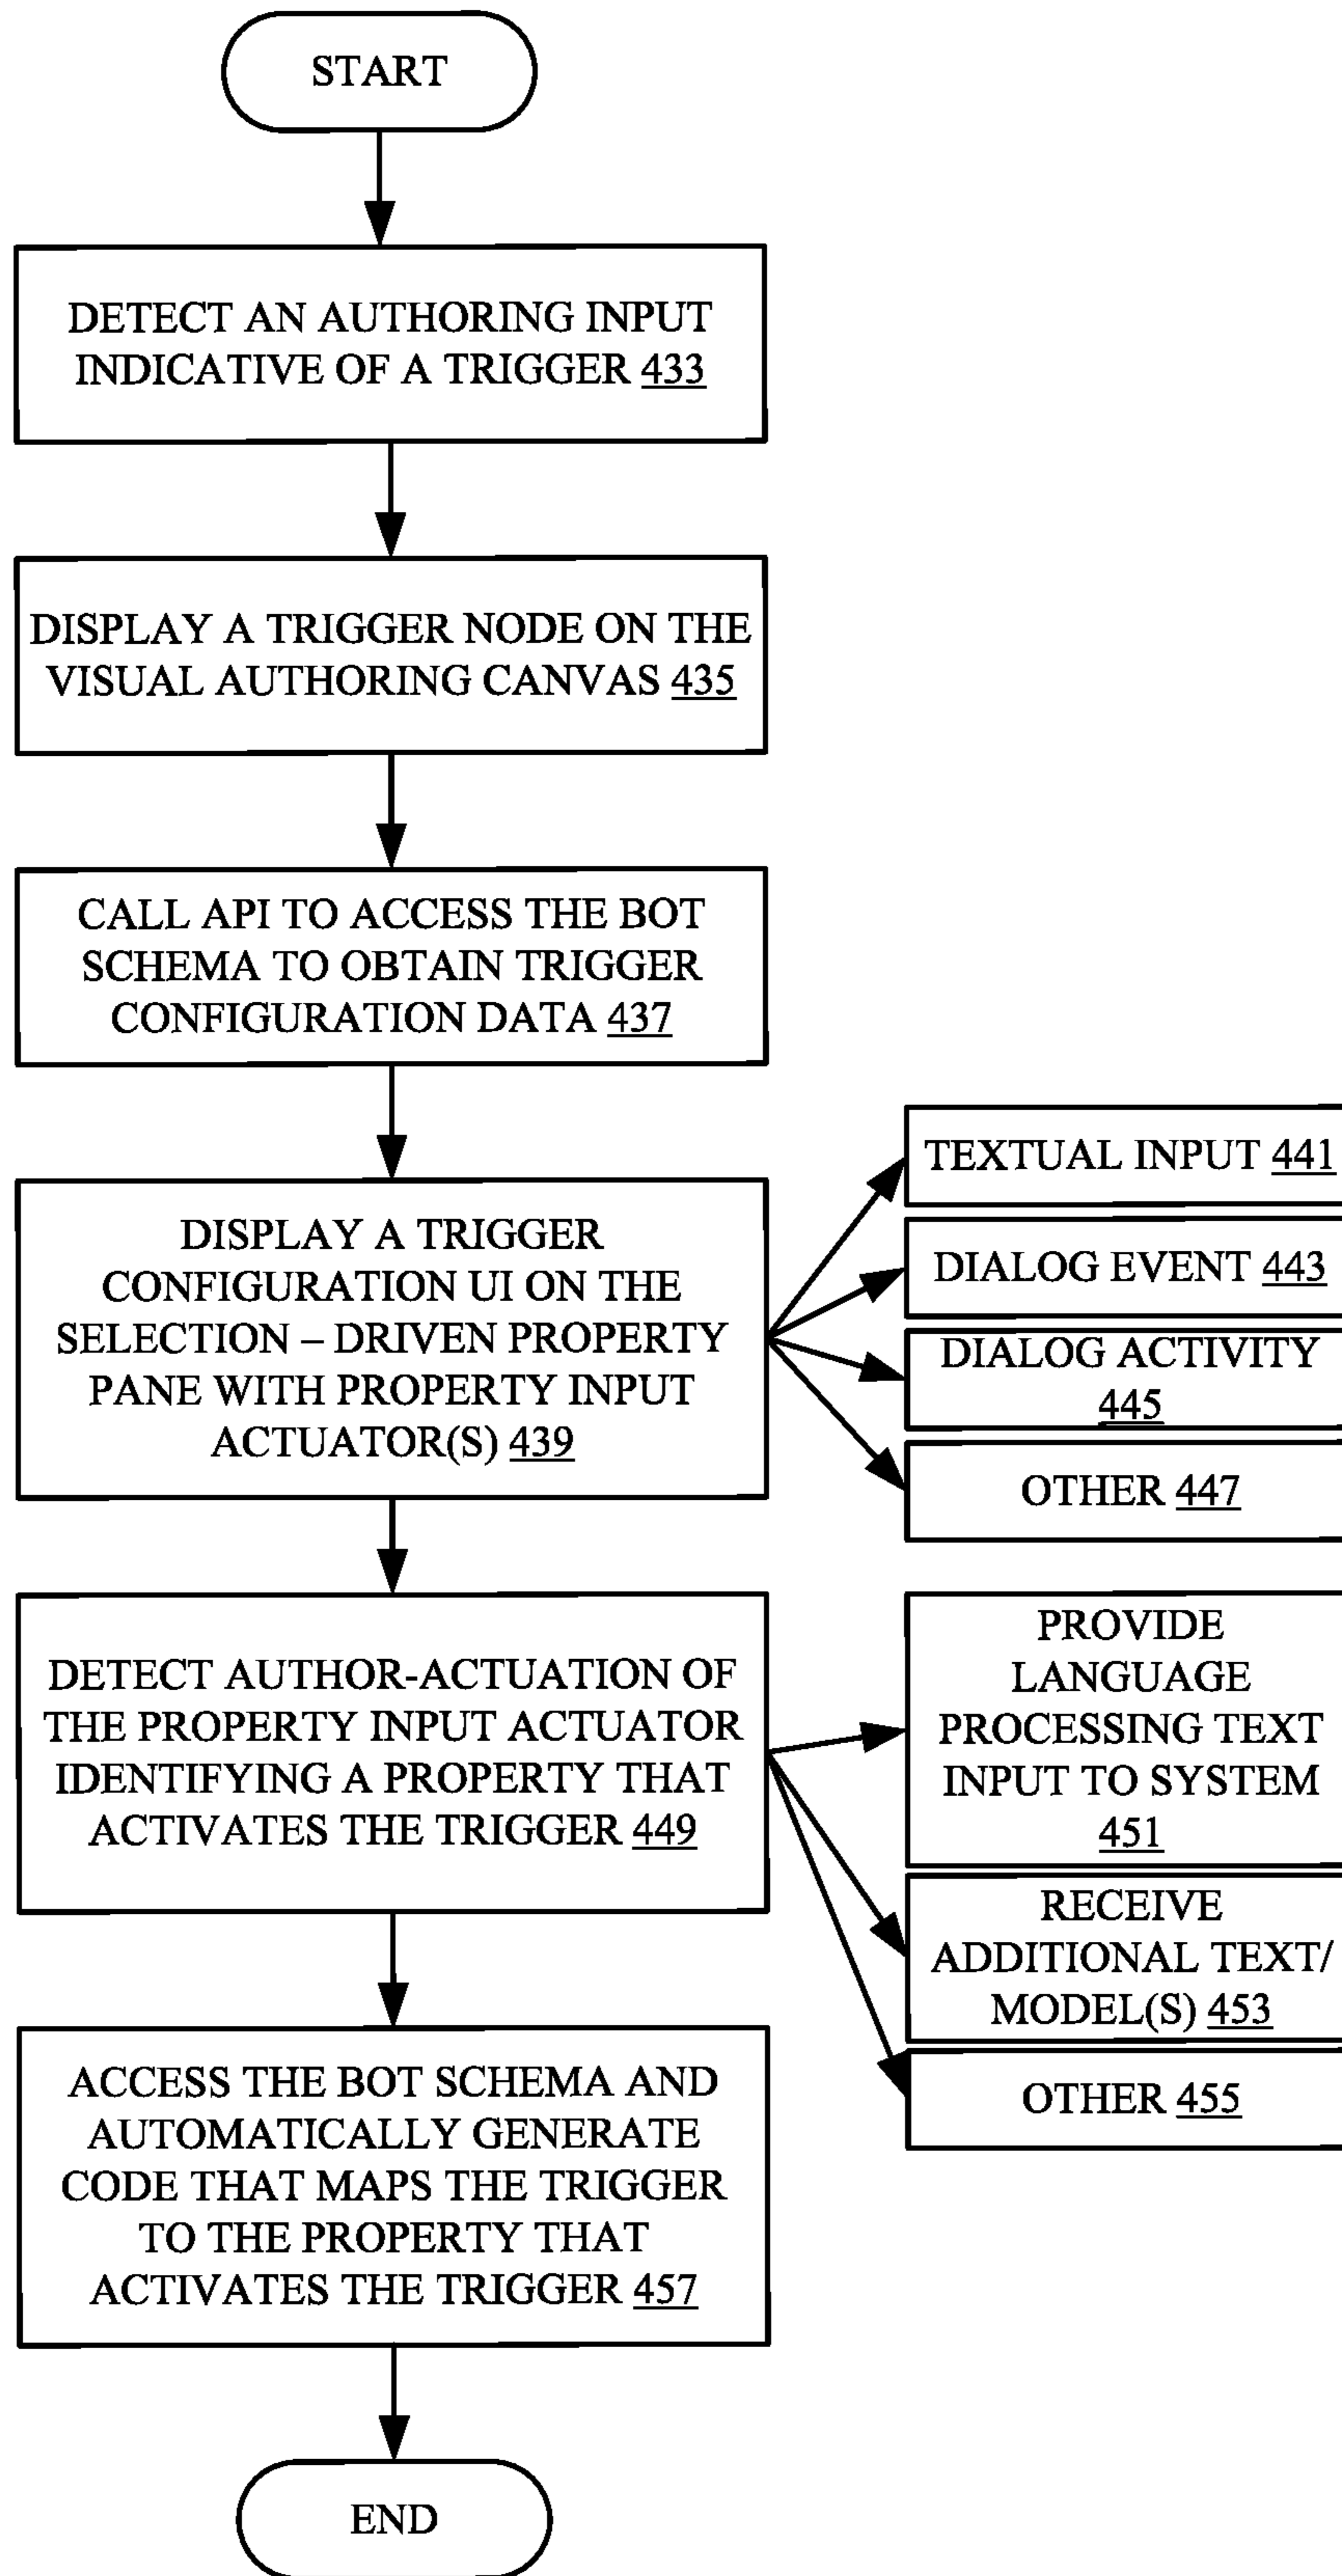 START
DETECT AN AUTHORING INPUT
INDICATIVE OF A TRIGGER 433
DISPLAY A TRIGGER NODE ON THE
VISUAL AUTHORING CANVAS 435
CALL API TO ACCESS THE BOT
SCHEMA TO OBTAIN TRIGGER
CONFIGURATION DATA 437
DISPLAY A TRIGGER
CONFIGURATION UI ON THE
SELECTION – DRIVEN PROPERTY
PANE WITH PROPERTY INPUT
ACTUATOR(S) 439
TEXTUAL INPUT 441
DIALOG EVENT 443
DIALOG ACTIVITY
445
OTHER 447
DETECT AUTHOR-ACTUATION OF
THE PROPERTY INPUT ACTUATOR
IDENTIFYING A PROPERTY THAT
ACTIVATES THE TRIGGER 449
PROVIDE
LANGUAGE
PROCESSING TEXT
INPUT TO SYSTEM
451
RECEIVE
ADDITIONAL TEXT/
MODEL(S) 453
OTHER 455
ACCESS THE BOT SCHEMA AND
AUTOMATICALLY GENERATE
CODE THAT MAPS THE TRIGGER
TO THE PROPERTY THAT
ACTIVATES THE TRIGGER 457
END